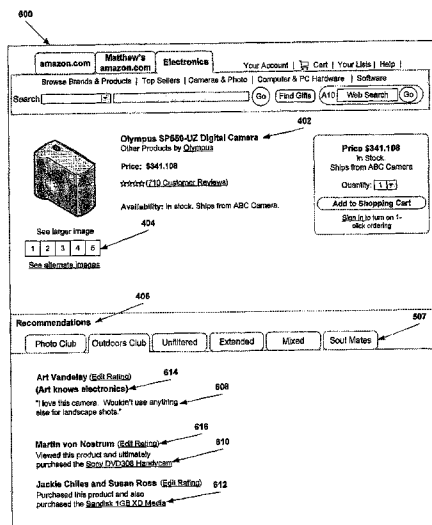 600
amazon.com Matthew's amazon.com Electronics Your Account | Cart | Your Lists | Help |
Browse Brands & Products | Top Sellers | Cameras & Photo | Computer & PC Hardware | Software
Search Go Find Gifts A10 Web Search Go
Olympus SP550-UZ Digital Camera 402
Other Products by Olympus
Price: $341.108
☆☆☆☆(710 Customer Reviews)
Availability: In stock. Ships from ABC Camera.
Price $341.108
In Stock
Ships from ABC Camera
Quantity: 1
Add to Shopping Cart
Sign in to turn on 1-
click ordering
See larger image 404
1 2 3 4 5
See alternate images
406
Recommendations 507
Photo Club Outdoors Club Unfiltered Extended Mixed Soul Mates
Art Vandelay (Edit Rating) 614
(Art knows electronics) 608
"I love this camera. Wouldn't use anything
else for landscape shots."
616
Martin von Nostrum (Edit Rating) 610
Viewed this product and ultimately
purchased the Sony DVD308 Handycam
Jackie Chiles and Susan Ross (Edit Rating) 612
Purchased this product and also
purchased the Sandisk 1GB XD Media